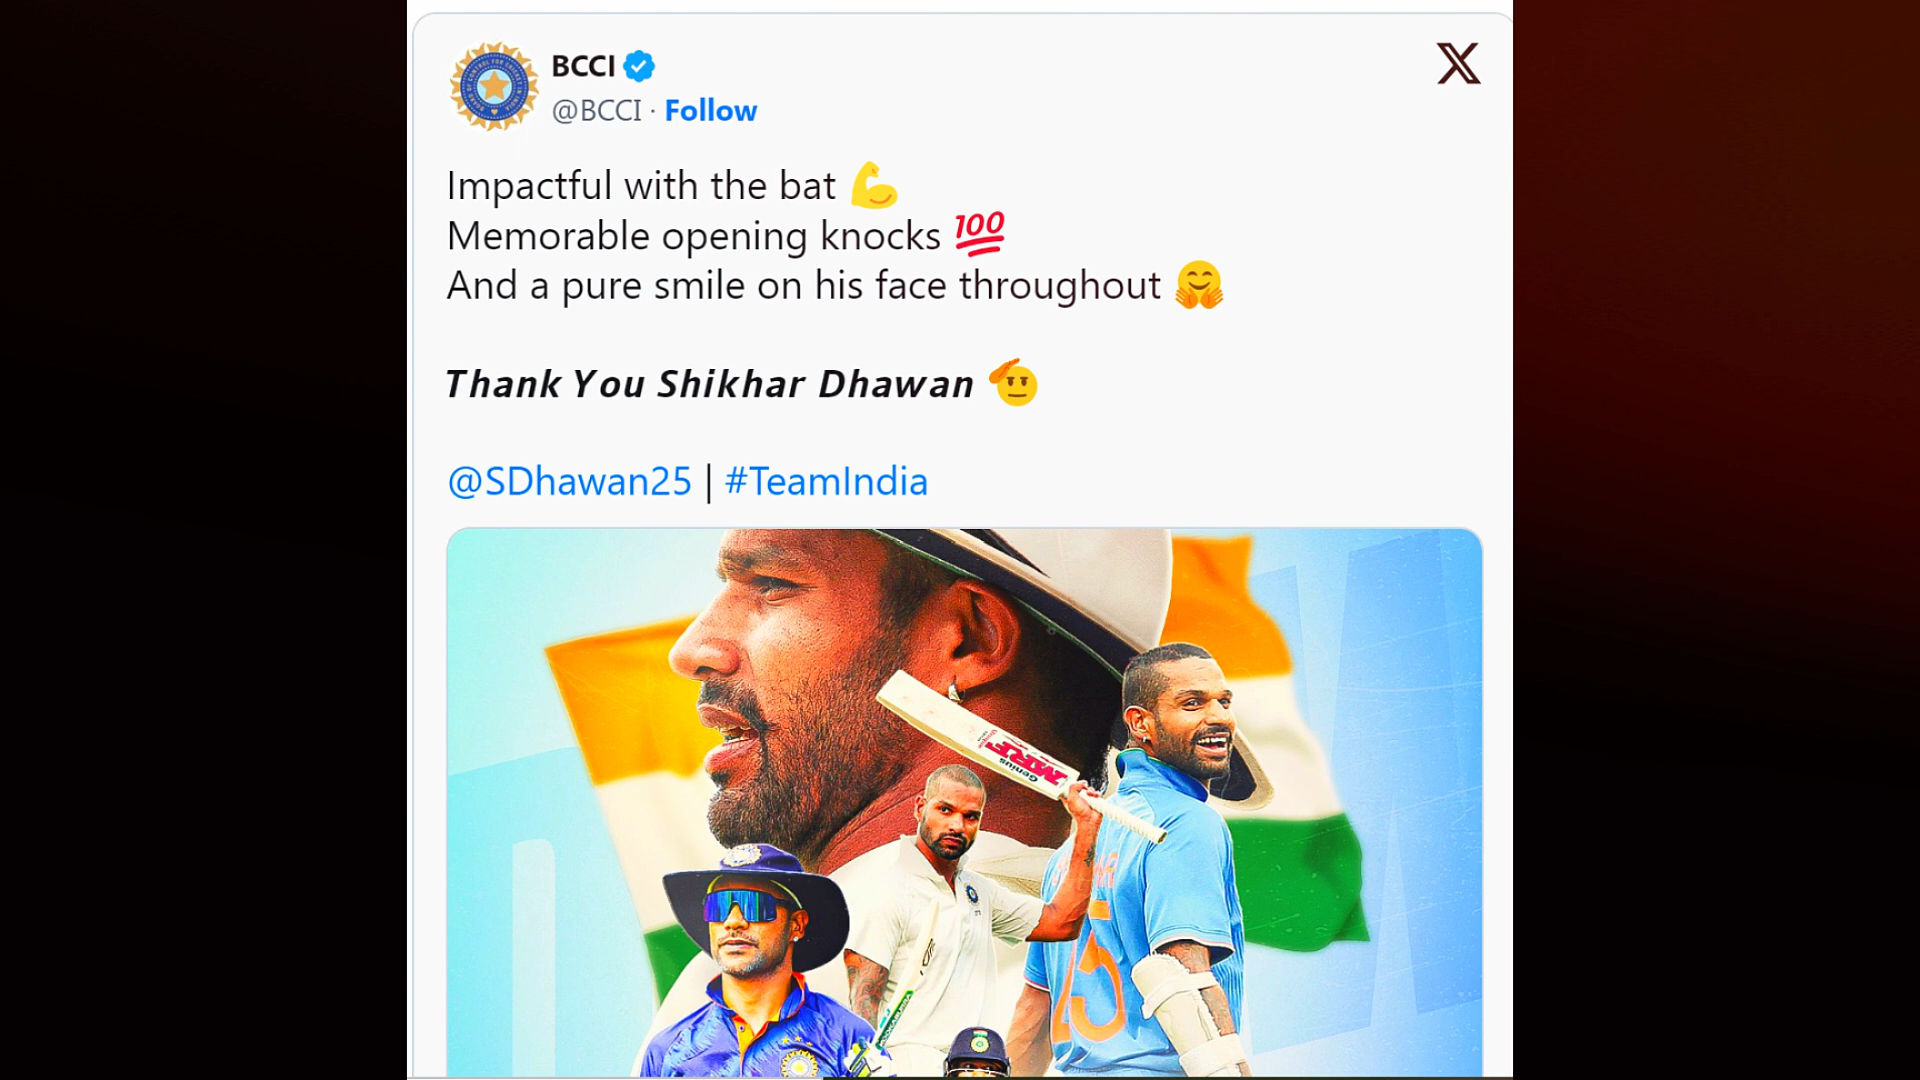 BCCI
@BCCI · Follow
Impactful with the bat 💪
Memorable opening knocks 💯
And a pure smile on his face throughout 🤗
Thank You Shikhar Dhawan 🫡
@SDhawan25 | #TeamIndia
MRF
Genius
25